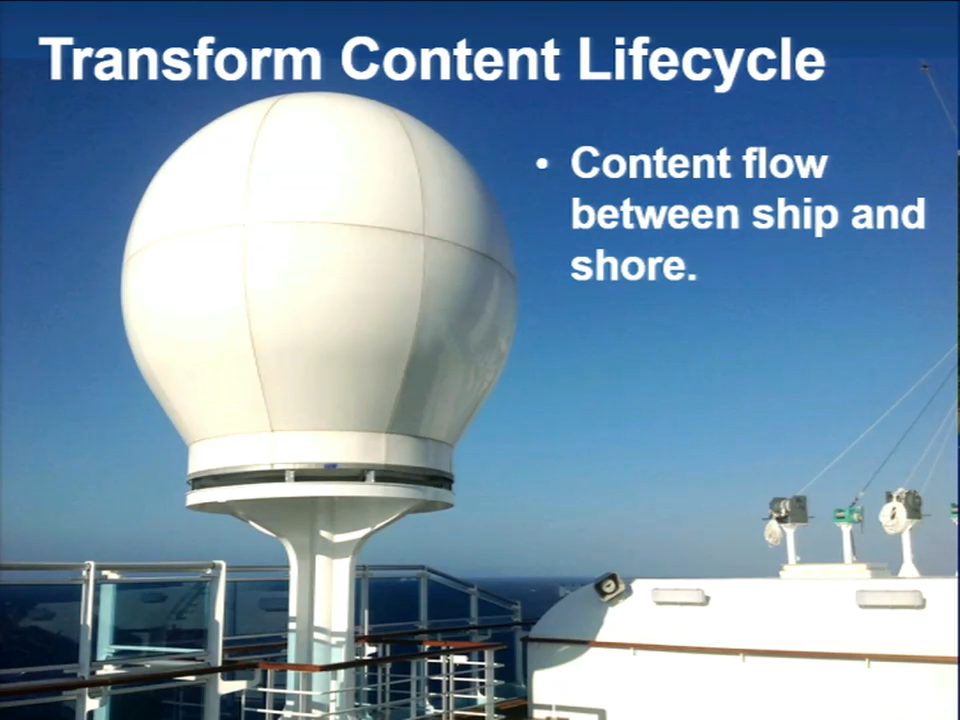 Transform Content Lifecycle
• Content flow
between ship and
shore.